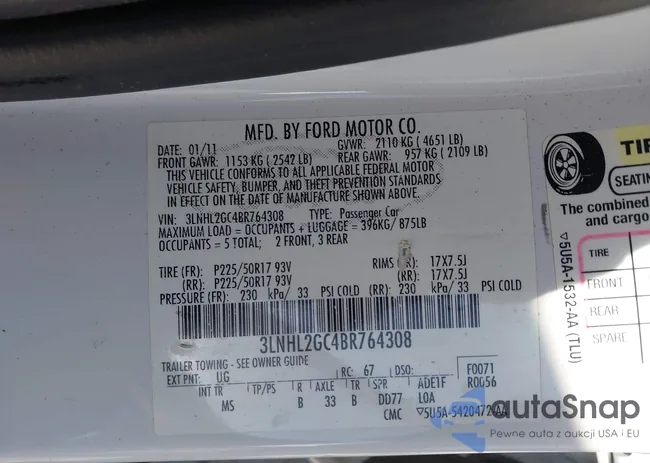 MFD. BY FORD MOTOR CO.
DATE: 01/11 GVWR: 2110 KG (4651 LB)
FRONT GAWR: 1153 KG (2542 LB) REAR GAWR: 957 KG (2109 LB)
THIS VEHICLE CONFORMS TO ALL APPLICABLE FEDERAL MOTOR
VEHICLE SAFETY, BUMPER, AND THEFT PREVENTION STANDARDS
IN EFFECT ON THE DATE OF MANUFACTURE SHOWN ABOVE.
VIN: 3LNHL2GC4BR764308 TYPE: Passenger Car
MAXIMUM LOAD = OCCUPANTS + LUGGAGE = 396KG/ 875LB
OCCUPANTS = 5 TOTAL; 2 FRONT, 3 REAR
TIRE (FR): P225/50R17 93V RIMS 17X7.5J
(RR): P225/50R17 93V (RR): 17X7.5J
PRESSURE (FR): 230 kPa/ 33 PSI COLD (RR): 230 kPa/ 33 PSI COLD
3LNHL2GC4BR764308
TRAILER TOWING - SEE OWNER GUIDE
EXT PNT: UG RC: 67 DSO: F0071
INT TR TP/PS R AXLE TR SPR ADE1F R0G56
MS B 33 B DD77 LOA
CMC ▽5U5A-5420472-AA
TIR
SEATIN
The combined
and cargo
TIRE
FRONT
REAR
SPARE
▽5U5A-1532-AA (TLU)
autoSnap
Pewne auta z aukcji USA i EU